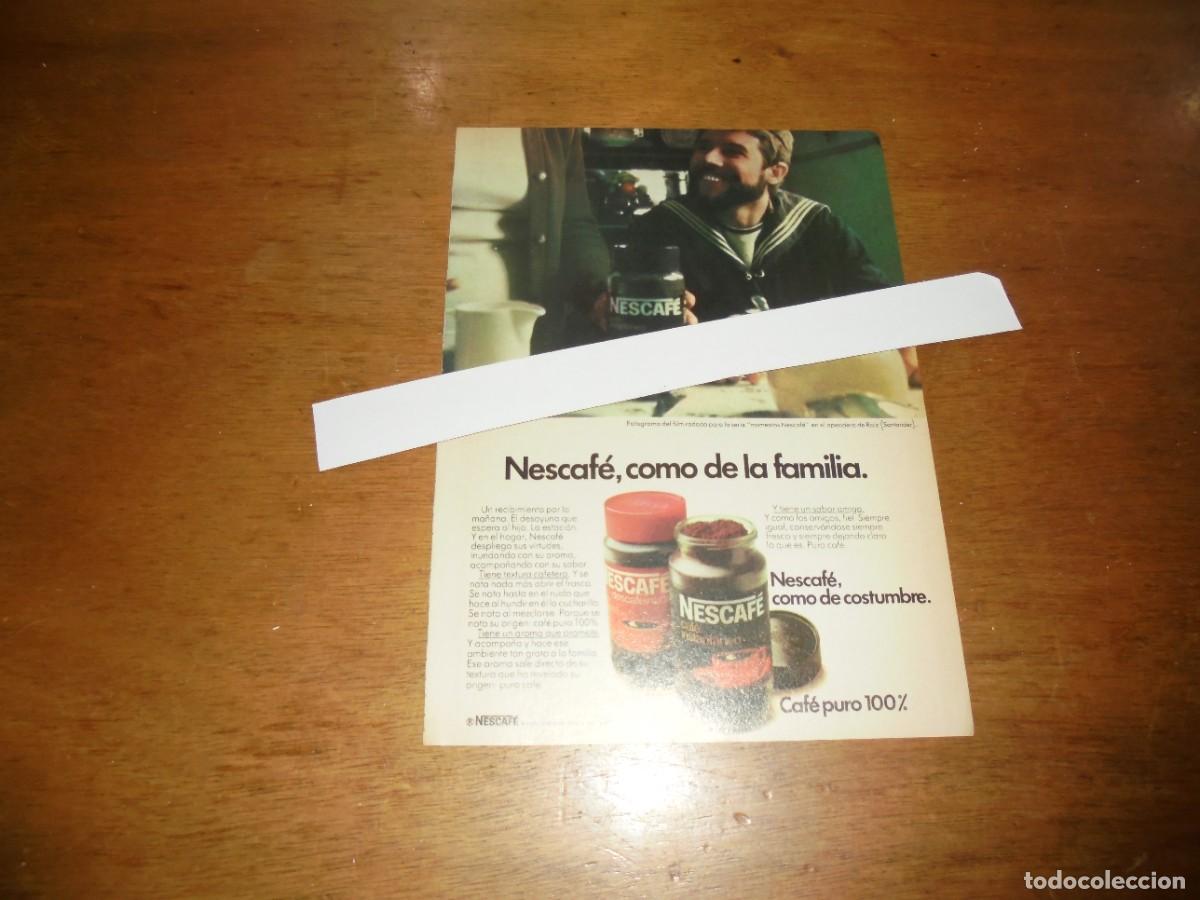 NESCAFÉ
Fotograma del film rodado para la serie "momentos Nescafé" en el apeadero de Boiz (Santander).
Nescafé, como de la familia.
Un recibimiento por la
mañana. El desayuno que
espera al hijo. La estación.
Y en el hogar, Nescafé
despliega sus virtudes,
inundando con su aroma,
acompañando con su sabor.
Tiene textura cafetera. Y se
nota nada más abrir el frasco.
Se nota hasta en el ruido que
hace al hundir en él la cucharilla.
Se nota al mezclarse. Porque se
nota su origen: café puro 100%.
Tiene un aroma que promete.
Y acompaña y hace ese
ambiente tan grato a la familia.
Ese aroma sale directo de su
textura que ha revelado su
origen: puro café.
Y tiene un sabor amigo.
Y como los amigos, fiel. Siempre
igual, conservándose siempre
fresco y siempre dejando claro
lo que es. Puro café.
NESCAFÉ
descafeinado
NESCAFÉ
café
instantáneo
Nescafé,
como de costumbre.
Café puro 100%
® NESCAFÉ
todocoleccion